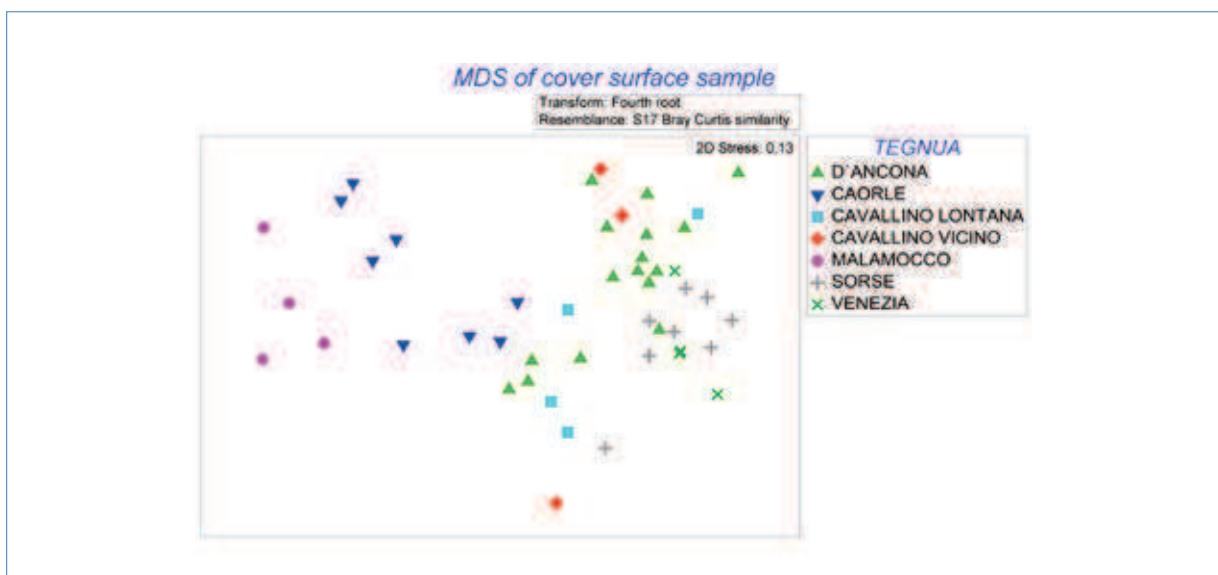 MDS of cover surface sample
Transform: Fourth root
Resemblance: S17 Bray Curtis similarity
2D Stress: 0,13
TEGNUA
D'ANCONA
CAORLE
CAVALLINO LONTANA
CAVALLINO VICINO
MALAMOCCO
SORSE
VENEZIA